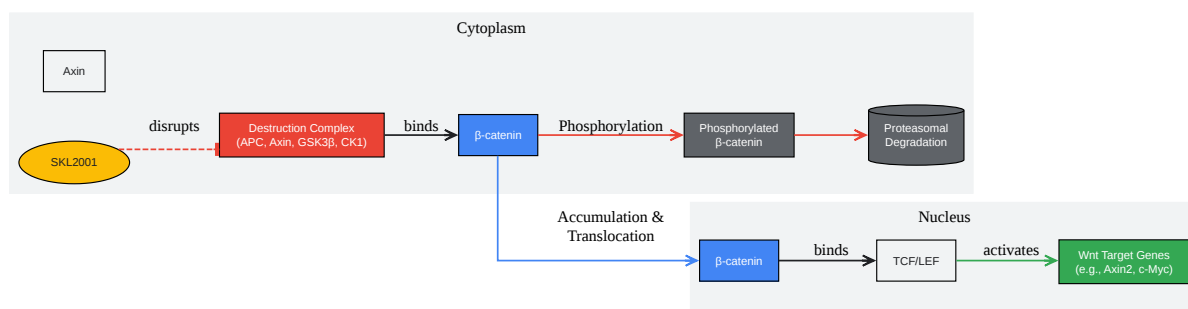 Cytoplasm
Axin
disrupts
SKL2001
Destruction Complex
(APC, Axin, GSK3β, CK1)
binds
β-catenin
Phosphorylation
Phosphorylated
β-catenin
Proteasomal
Degradation
Accumulation &
Translocation
Nucleus
β-catenin
binds
TCF/LEF
activates
Wnt Target Genes
(e.g., Axin2, c-Myc)